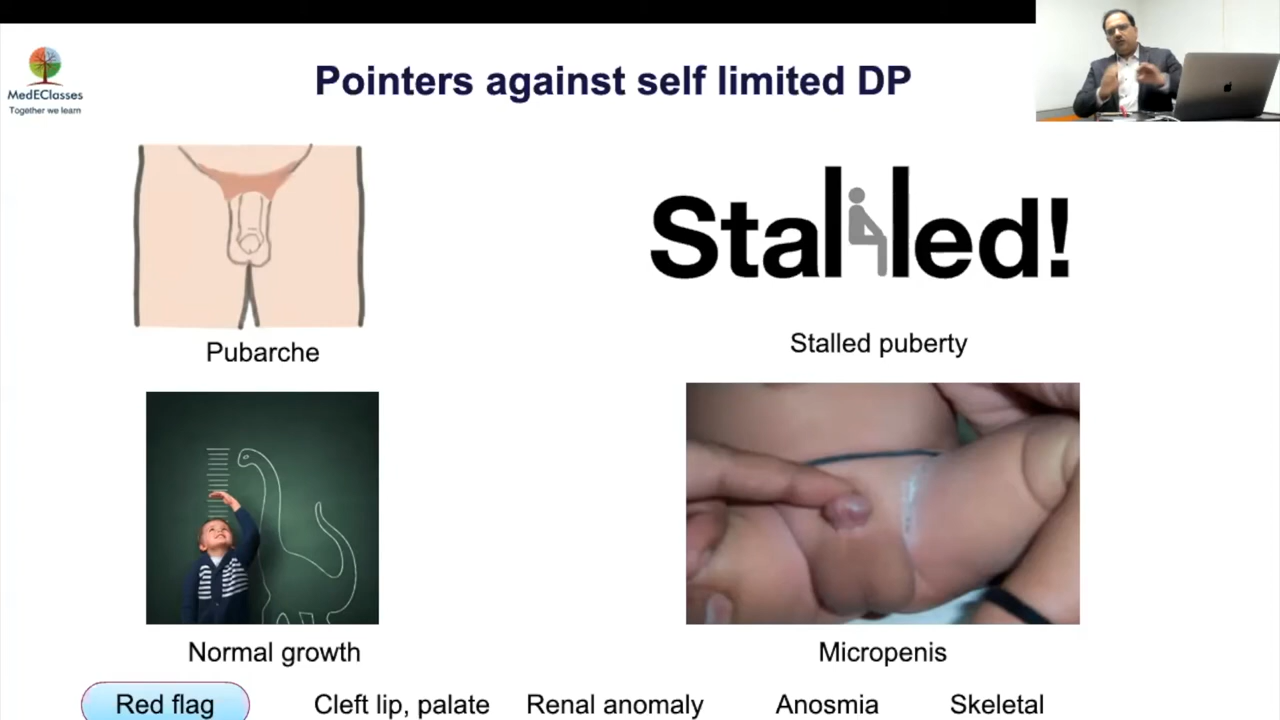 MedEClasses
Together we learn
Pointers against self limited DP
Stalled!
Pubarche
Stalled puberty
Normal growth
Micropenis
Red flag
Cleft lip, palate
Renal anomaly
Anosmia
Skeletal